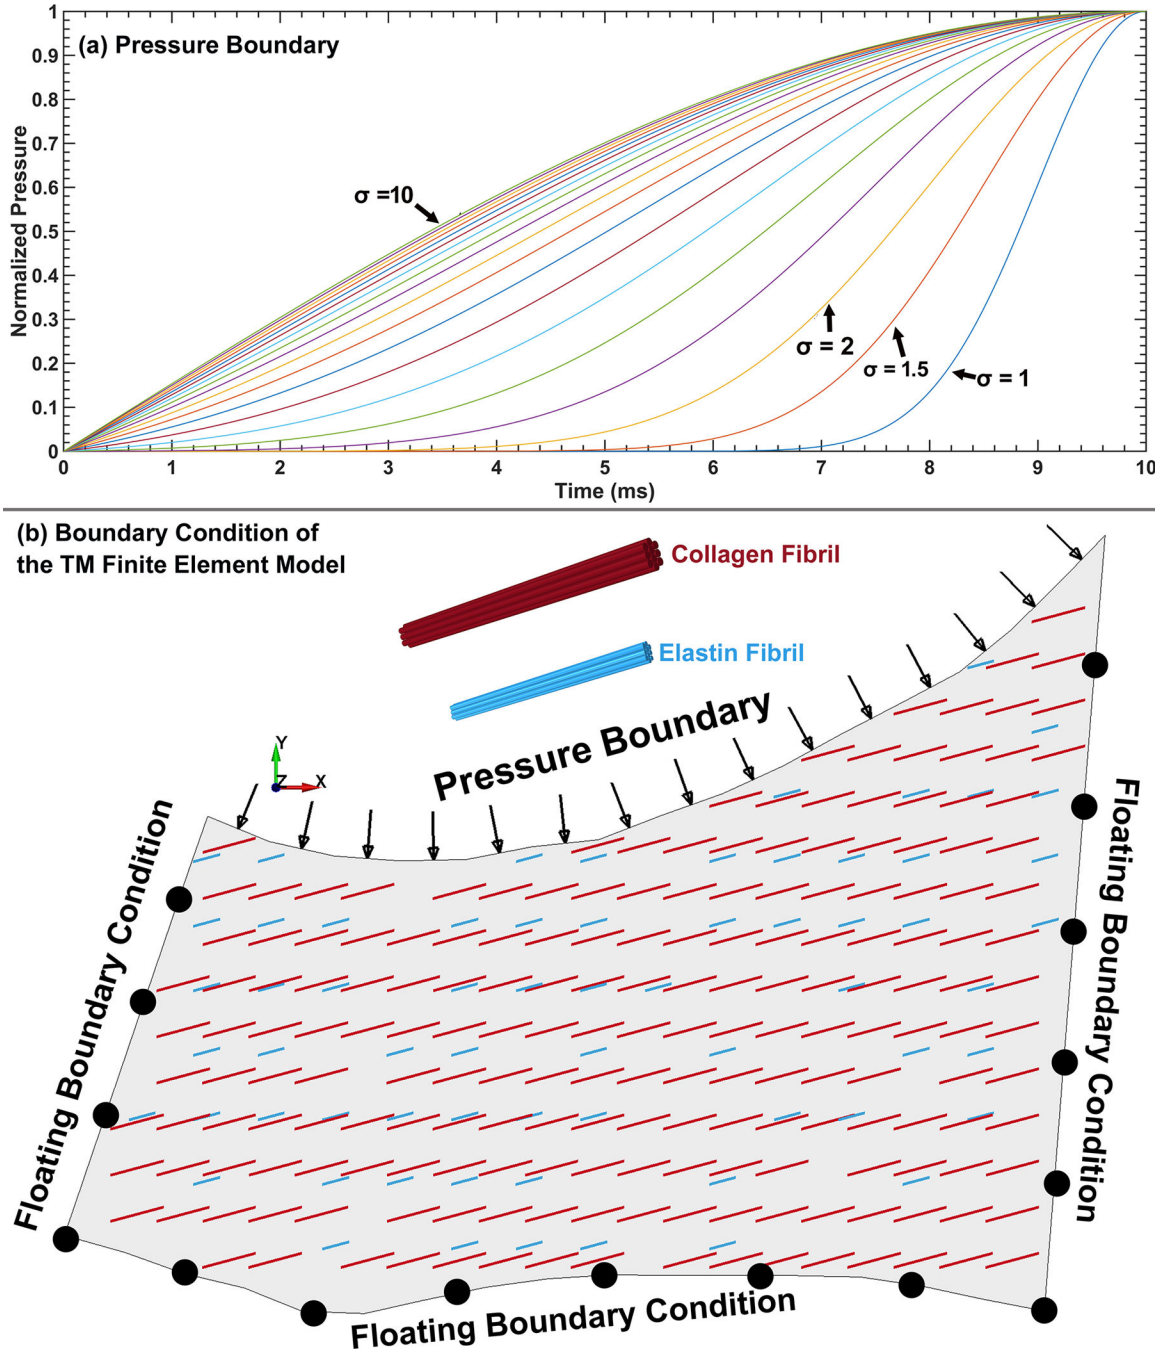 (a) Pressure Boundary
Normalized Pressure
1
0.9
0.8
0.7
0.6
0.5
0.4
0.3
0.2
0.1
0
σ =10
σ = 2
σ = 1.5
σ = 1
0 1 2 3 4 5 6 7 8 9 10
Time (ms)
(b) Boundary Condition of
the TM Finite Element Model
Collagen Fibril
Elastin Fibril
Pressure Boundary
Y
Z X
Floating Boundary Condition
Floating Boundary Condition
Floating Boundary Condition